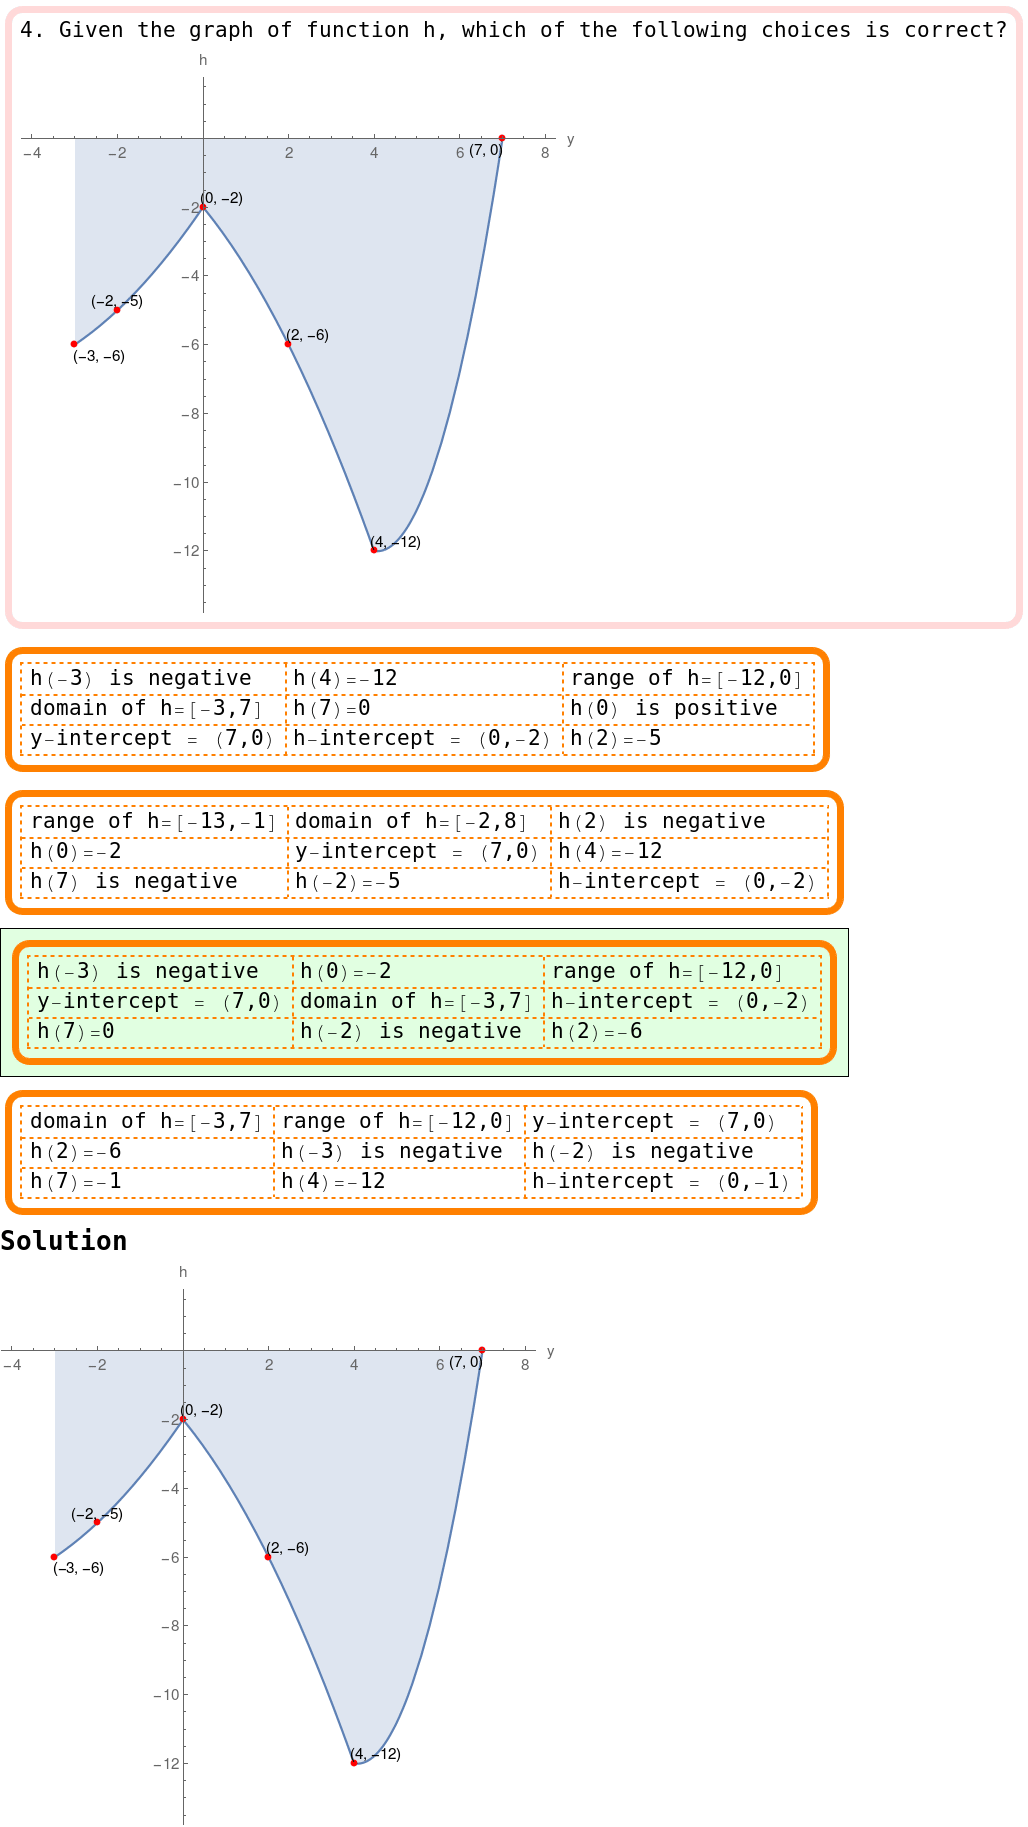 4. Given the graph of function h, which of the following choices is correct?
h
−4 −2 2 4 6 8 y
(7, 0)
(0, −2)
−2
−4
(−2, −5)
(2, −6)
−6
(−3, −6)
−8
−10
(4, −12)
−12
h(-3) is negative h(4)=-12 range of h=[-12,0]
domain of h=[-3,7] h(7)=0 h(0) is positive
y-intercept = (7,0) h-intercept = (0,-2) h(2)=-5
range of h=[-13,-1] domain of h=[-2,8] h(2) is negative
h(0)=-2 y-intercept = (7,0) h(4)=-12
h(7) is negative h(-2)=-5 h-intercept = (0,-2)
h(-3) is negative h(0)=-2 range of h=[-12,0]
y-intercept = (7,0) domain of h=[-3,7] h-intercept = (0,-2)
h(7)=0 h(-2) is negative h(2)=-6
domain of h=[-3,7] range of h=[-12,0] y-intercept = (7,0)
h(2)=-6 h(-3) is negative h(-2) is negative
h(7)=-1 h(4)=-12 h-intercept = (0,-1)
Solution
h
−4 −2 2 4 6 8 y
(7, 0)
(0, −2)
−2
−4
(−2, −5)
(2, −6)
−6
(−3, −6)
−8
−10
(4, −12)
−12